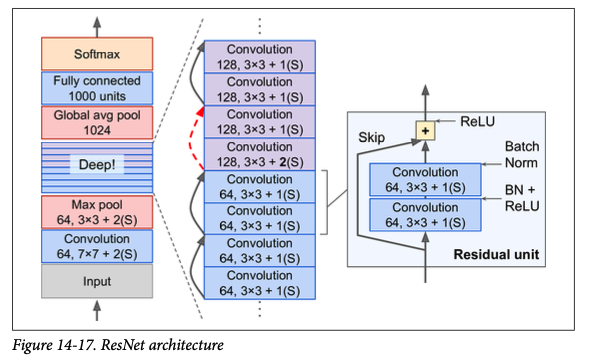 Softmax
Fully connected
1000 units
Global avg pool
1024
Deep!
Max pool
64, 3×3 + 2(S)
Convolution
64, 7×7 + 2(S)
Input
Convolution
128, 3×3 + 1(S)
Convolution
128, 3×3 + 1(S)
Convolution
128, 3×3 + 1(S)
Convolution
128, 3×3 + 2(S)
Convolution
64, 3×3 + 1(S)
Convolution
64, 3×3 + 1(S)
Convolution
64, 3×3 + 1(S)
Convolution
64, 3×3 + 1(S)
ReLU
Skip
+
Batch
Norm
Convolution
64, 3×3 + 1(S)
BN +
ReLU
Convolution
64, 3×3 + 1(S)
Residual unit
Figure 14-17. ResNet architecture